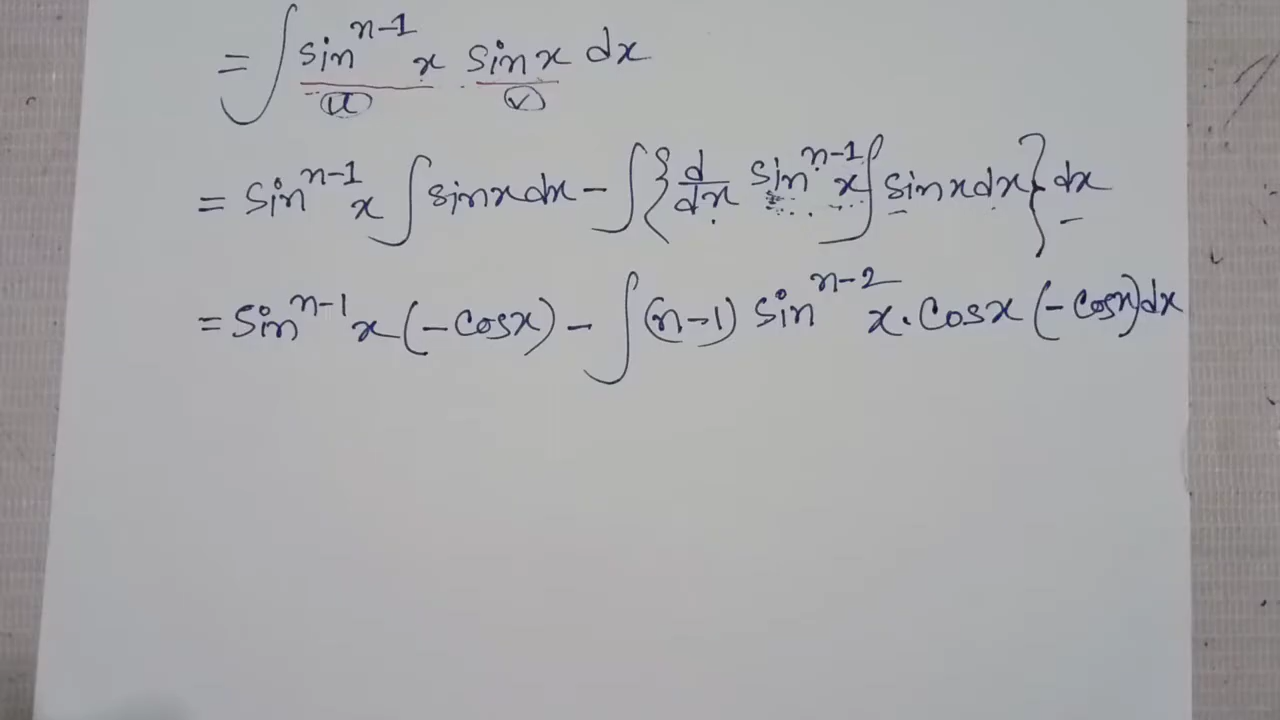 = ∫ sin^{n-1} x sin x dx
(u) (v)
= sin^{n-1} x ∫ sin x dx - ∫ { d/dx sin^{n-1} x ∫ sin x dx } dx
= sin^{n-1} x (-cos x) - ∫ (n-1) sin^{n-2} x . cos x (-cos x) dx